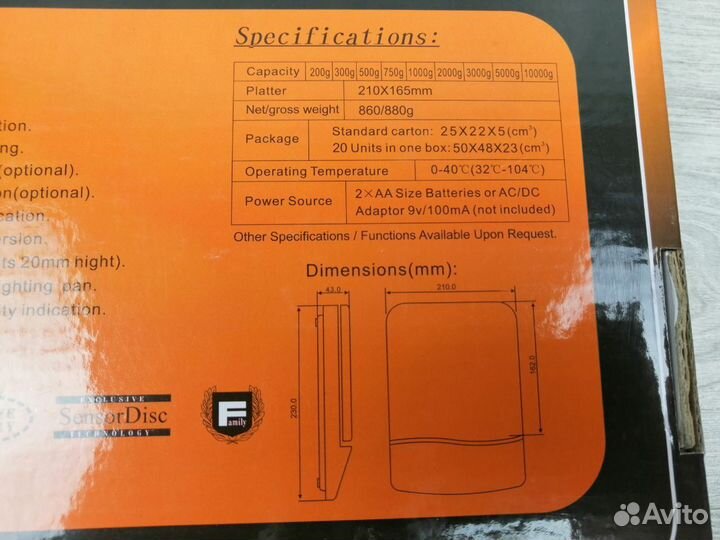 Specifications:
Capacity 200g 300g 500g 750g 1000g 2000g 3000g 5000g 10000g
Platter 210X165mm
Net/gross weight 860/880g
Package Standard carton: 25X22X5(cm³)
20 Units in one box: 50X48X23(cm³)
Operating Temperature 0-40℃(32℃-104℃)
Power Source 2×AA Size Batteries or AC/DC
Adaptor 9v/100mA (not included)
Other Specifications / Functions Available Upon Request.
tion.
ng.
(optional).
on(optional).
cation.
ersion.
ts 20mm hight).
ighting pan.
ty indication.
Dimensions(mm):
43.0
210.0
230.0
162.0
EXCLUSIVE
SensorDisc
TECHNOLOGY
F
amily
Avito